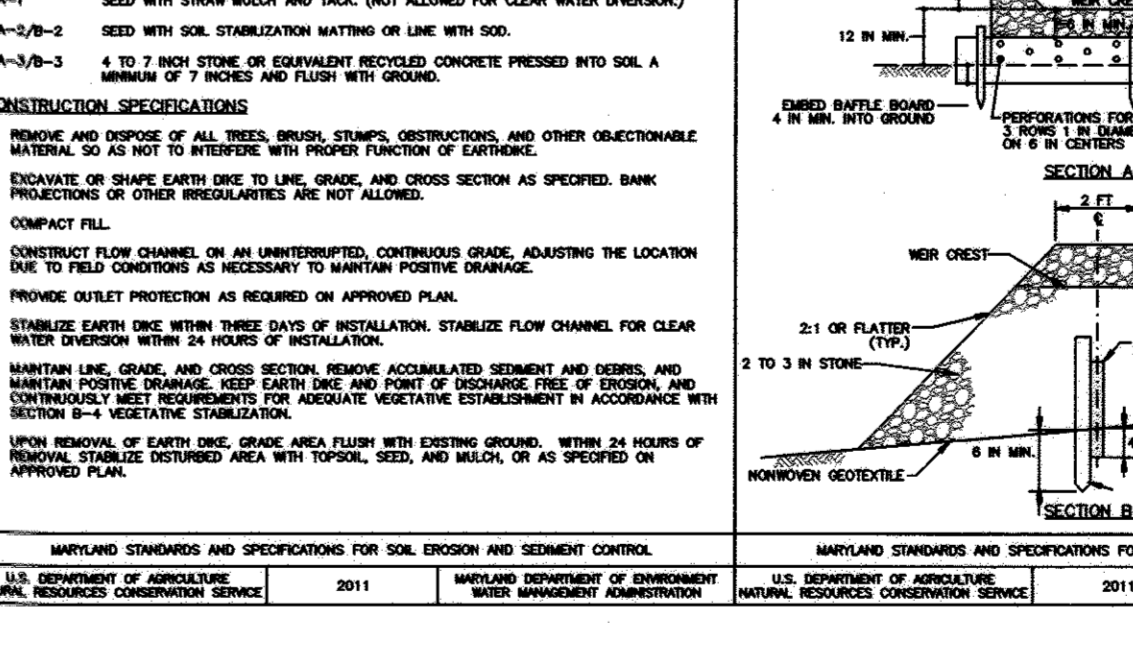 SEED WITH STRAW MULCH AND TACK. (NOT ALLOWED FOR CLEAR WATER DIVERSION.)
A-2/B-2 SEED WITH SOIL STABILIZATION MATTING OR LINE WITH SOD.
A-3/B-3 4 TO 7 INCH STONE OR EQUIVALENT RECYCLED CONCRETE PRESSED INTO SOIL A
MINIMUM OF 7 INCHES AND FLUSH WITH GROUND.
ONSTRUCTION SPECIFICATIONS
REMOVE AND DISPOSE OF ALL TREES, BRUSH, STUMPS, OBSTRUCTIONS, AND OTHER OBJECTIONABLE
MATERIAL SO AS NOT TO INTERFERE WITH PROPER FUNCTION OF EARTHDIKE.
EXCAVATE OR SHAPE EARTH DIKE TO LINE, GRADE, AND CROSS SECTION AS SPECIFIED. BANK
PROJECTIONS OR OTHER IRREGULARITIES ARE NOT ALLOWED.
COMPACT FILL.
CONSTRUCT FLOW CHANNEL ON AN UNINTERRUPTED, CONTINUOUS GRADE, ADJUSTING THE LOCATION
DUE TO FIELD CONDITIONS AS NECESSARY TO MAINTAIN POSITIVE DRAINAGE.
PROVIDE OUTLET PROTECTION AS REQUIRED ON APPROVED PLAN.
STABILIZE EARTH DIKE WITHIN THREE DAYS OF INSTALLATION. STABILIZE FLOW CHANNEL FOR CLEAR
WATER DIVERSION WITHIN 24 HOURS OF INSTALLATION.
MAINTAIN LINE, GRADE, AND CROSS SECTION. REMOVE ACCUMULATED SEDIMENT AND DEBRIS, AND
MAINTAIN POSITIVE DRAINAGE. KEEP EARTH DIKE AND POINT OF DISCHARGE FREE OF EROSION, AND
CONTINUOUSLY MEET REQUIREMENTS FOR ADEQUATE VEGETATIVE ESTABLISHMENT IN ACCORDANCE WITH
SECTION B-4 VEGETATIVE STABILIZATION.
UPON REMOVAL OF EARTH DIKE, GRADE AREA FLUSH WITH EXISTING GROUND. WITHIN 24 HOURS OF
REMOVAL STABILIZE DISTURBED AREA WITH TOPSOIL, SEED, AND MULCH, OR AS SPECIFIED ON
APPROVED PLAN.
MARYLAND STANDARDS AND SPECIFICATIONS FOR SOIL EROSION AND SEDIMENT CONTROL
U.S. DEPARTMENT OF AGRICULTURE
RAL RESOURCES CONSERVATION SERVICE
2011
MARYLAND DEPARTMENT OF ENVIRONMENT
WATER MANAGEMENT ADMINISTRATION
WEIR CRE
6 IN MIN.
12 IN MIN.
EMBED BAFFLE BOARD
4 IN MIN. INTO GROUND
PERFORATIONS FOR
3 ROWS 1 IN DIAME
ON 6 IN CENTERS
SECTION A
2 FT
WEIR CREST
2:1 OR FLATTER
(TYP.)
2 TO 3 IN STONE
6 IN MIN.
4
NONWOVEN GEOTEXTILE
SECTION B
MARYLAND STANDARDS AND SPECIFICATIONS FO
U.S. DEPARTMENT OF AGRICULTURE
NATURAL RESOURCES CONSERVATION SERVICE
2011